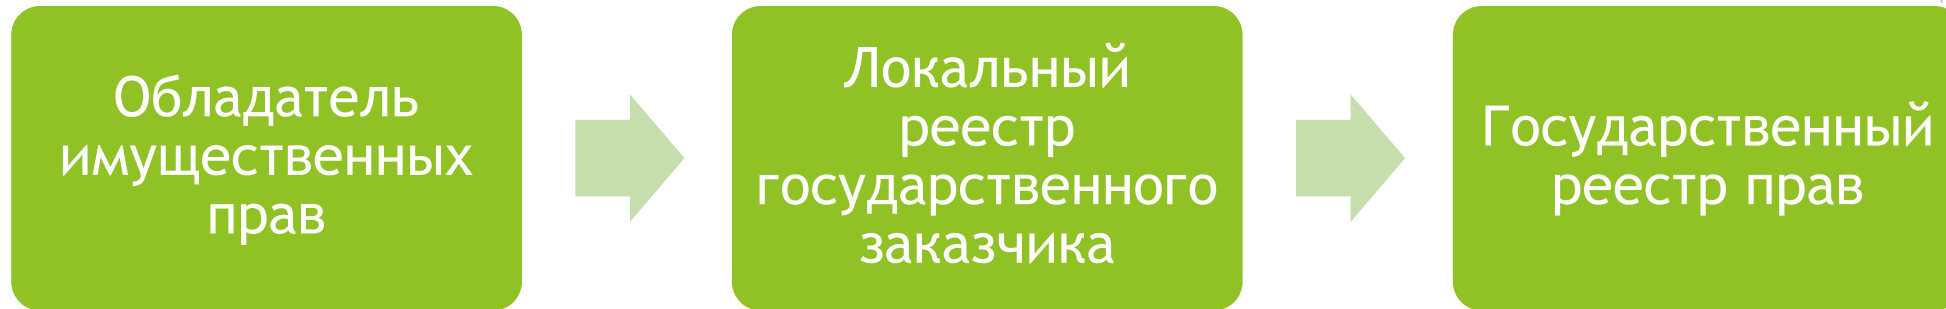 Обладатель
имущественных
прав
Локальный
реестр
государственного
заказчика
Государственный
реестр прав